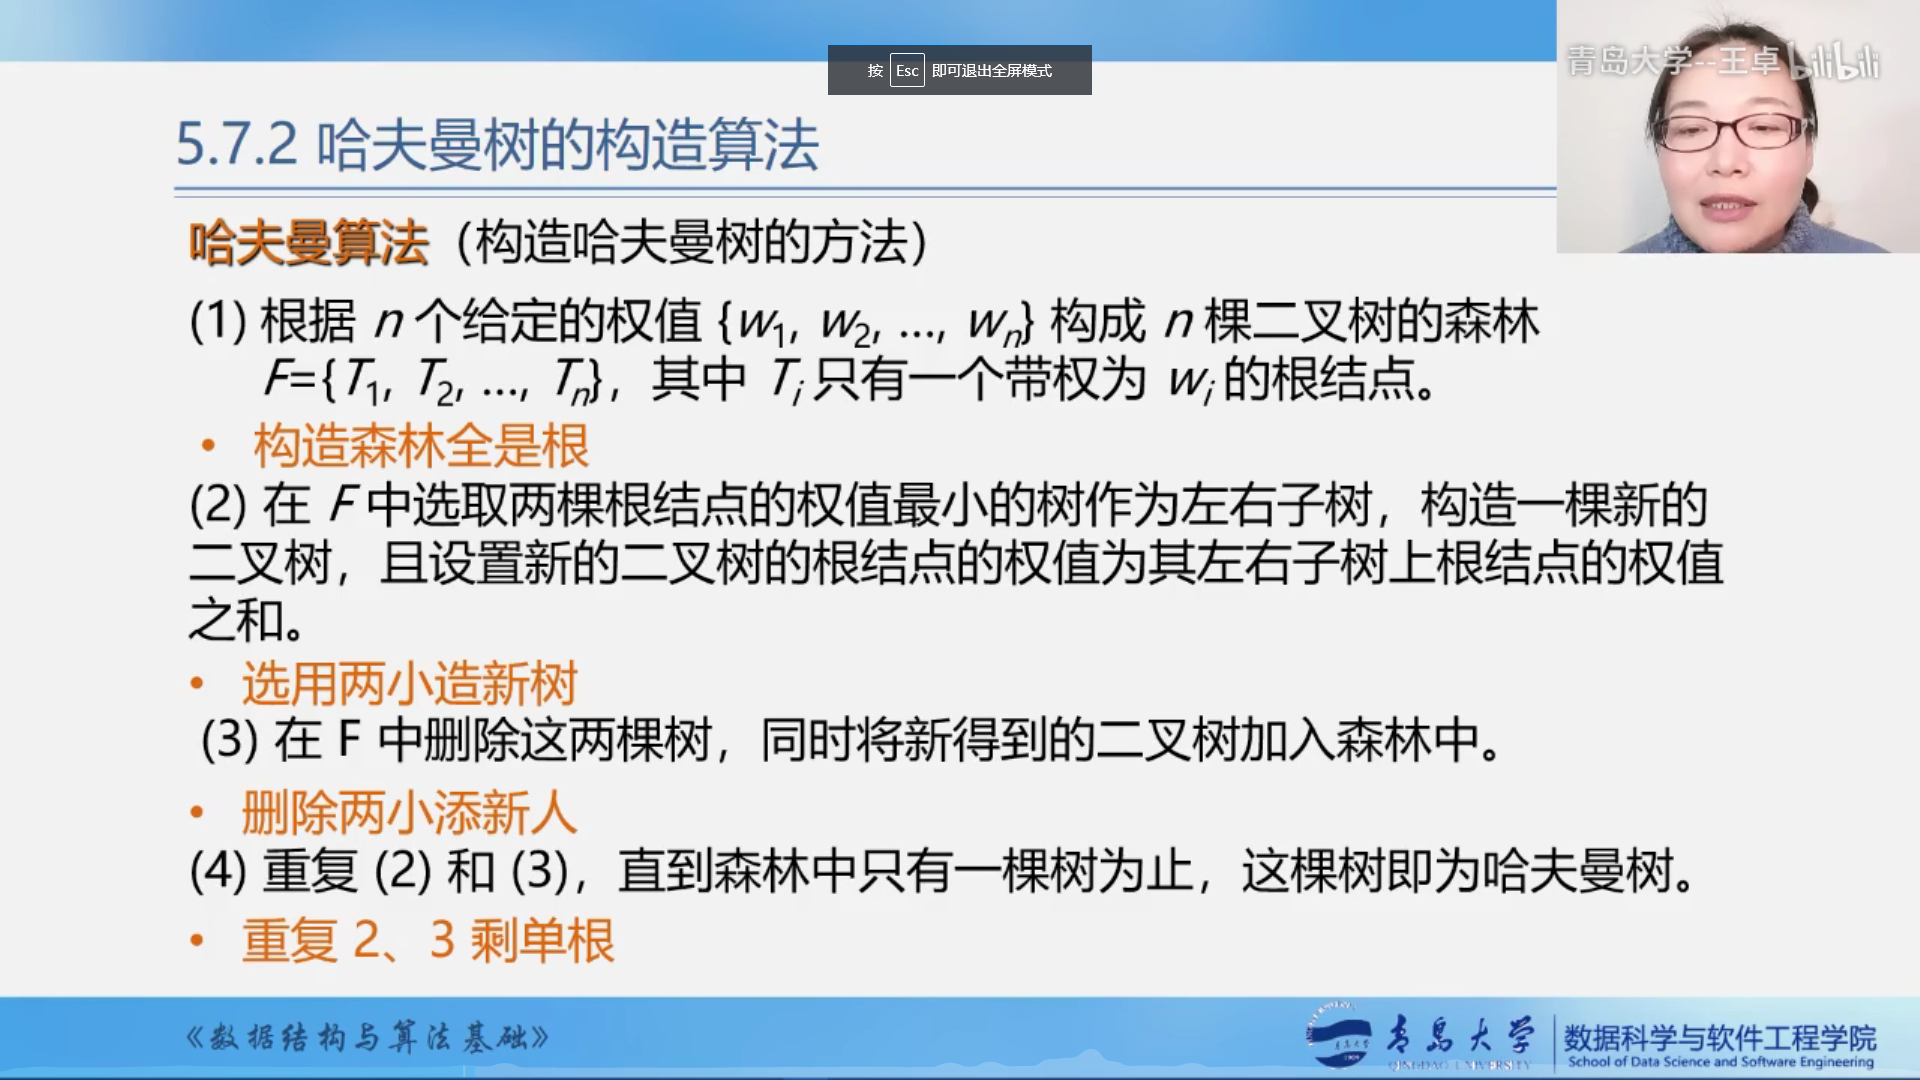 按 Esc 即可退出全屏模式
青岛大学--王卓 bilibili
5.7.2 哈夫曼树的构造算法
哈夫曼算法（构造哈夫曼树的方法）
(1) 根据 n 个给定的权值 {w1, w2, …, wn} 构成 n 棵二叉树的森林
F={T1, T2, …, Tn}，其中 Ti 只有一个带权为 wi 的根结点。
• 构造森林全是根
(2) 在 F 中选取两棵根结点的权值最小的树作为左右子树，构造一棵新的
二叉树，且设置新的二叉树的根结点的权值为其左右子树上根结点的权值
之和。
• 选用两小造新树
(3) 在 F 中删除这两棵树，同时将新得到的二叉树加入森林中。
• 删除两小添新人
(4) 重复 (2) 和 (3)，直到森林中只有一棵树为止，这棵树即为哈夫曼树。
• 重复 2、3 剩单根
《数据结构与算法基础》
青岛大学
QINGDAO UNIVERSITY
数据科学与软件工程学院
School of Data Science and Software Engineering